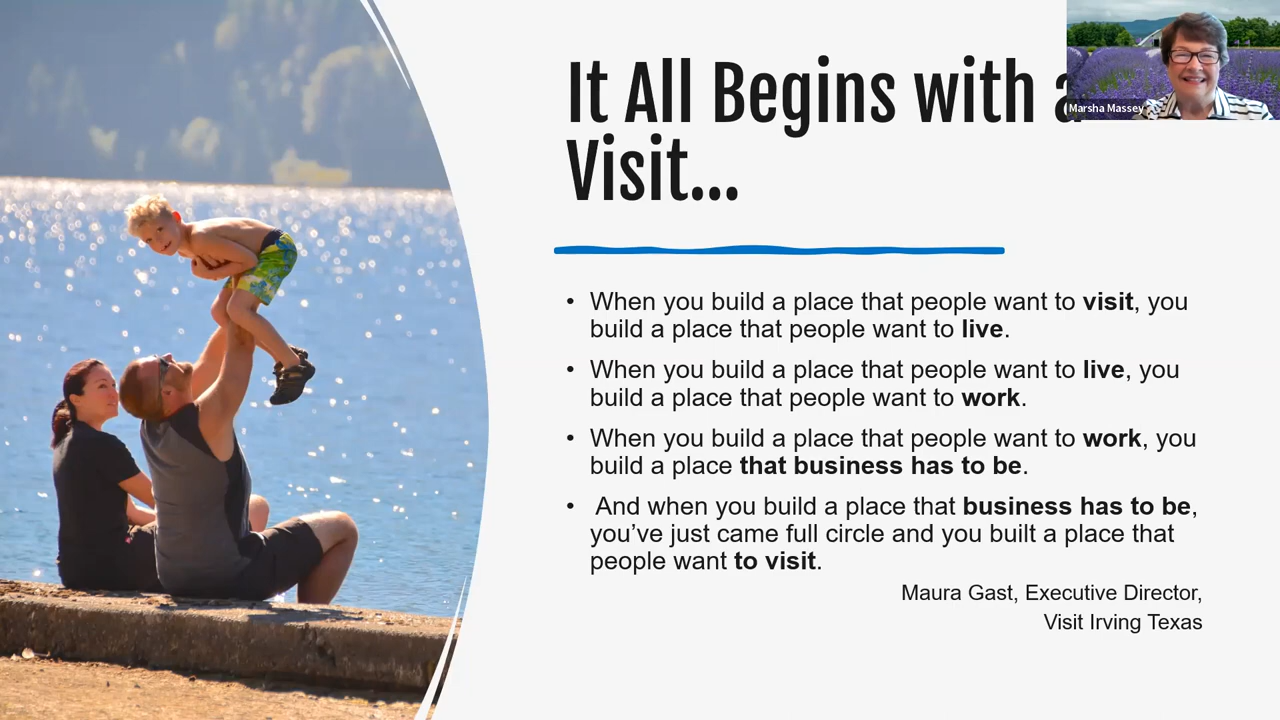 It All Begins with a
Visit...
Marsha Massey
• When you build a place that people want to visit, you
build a place that people want to live.
• When you build a place that people want to live, you
build a place that people want to work.
• When you build a place that people want to work, you
build a place that business has to be.
• And when you build a place that business has to be,
you’ve just came full circle and you built a place that
people want to visit.
Maura Gast, Executive Director,
Visit Irving Texas